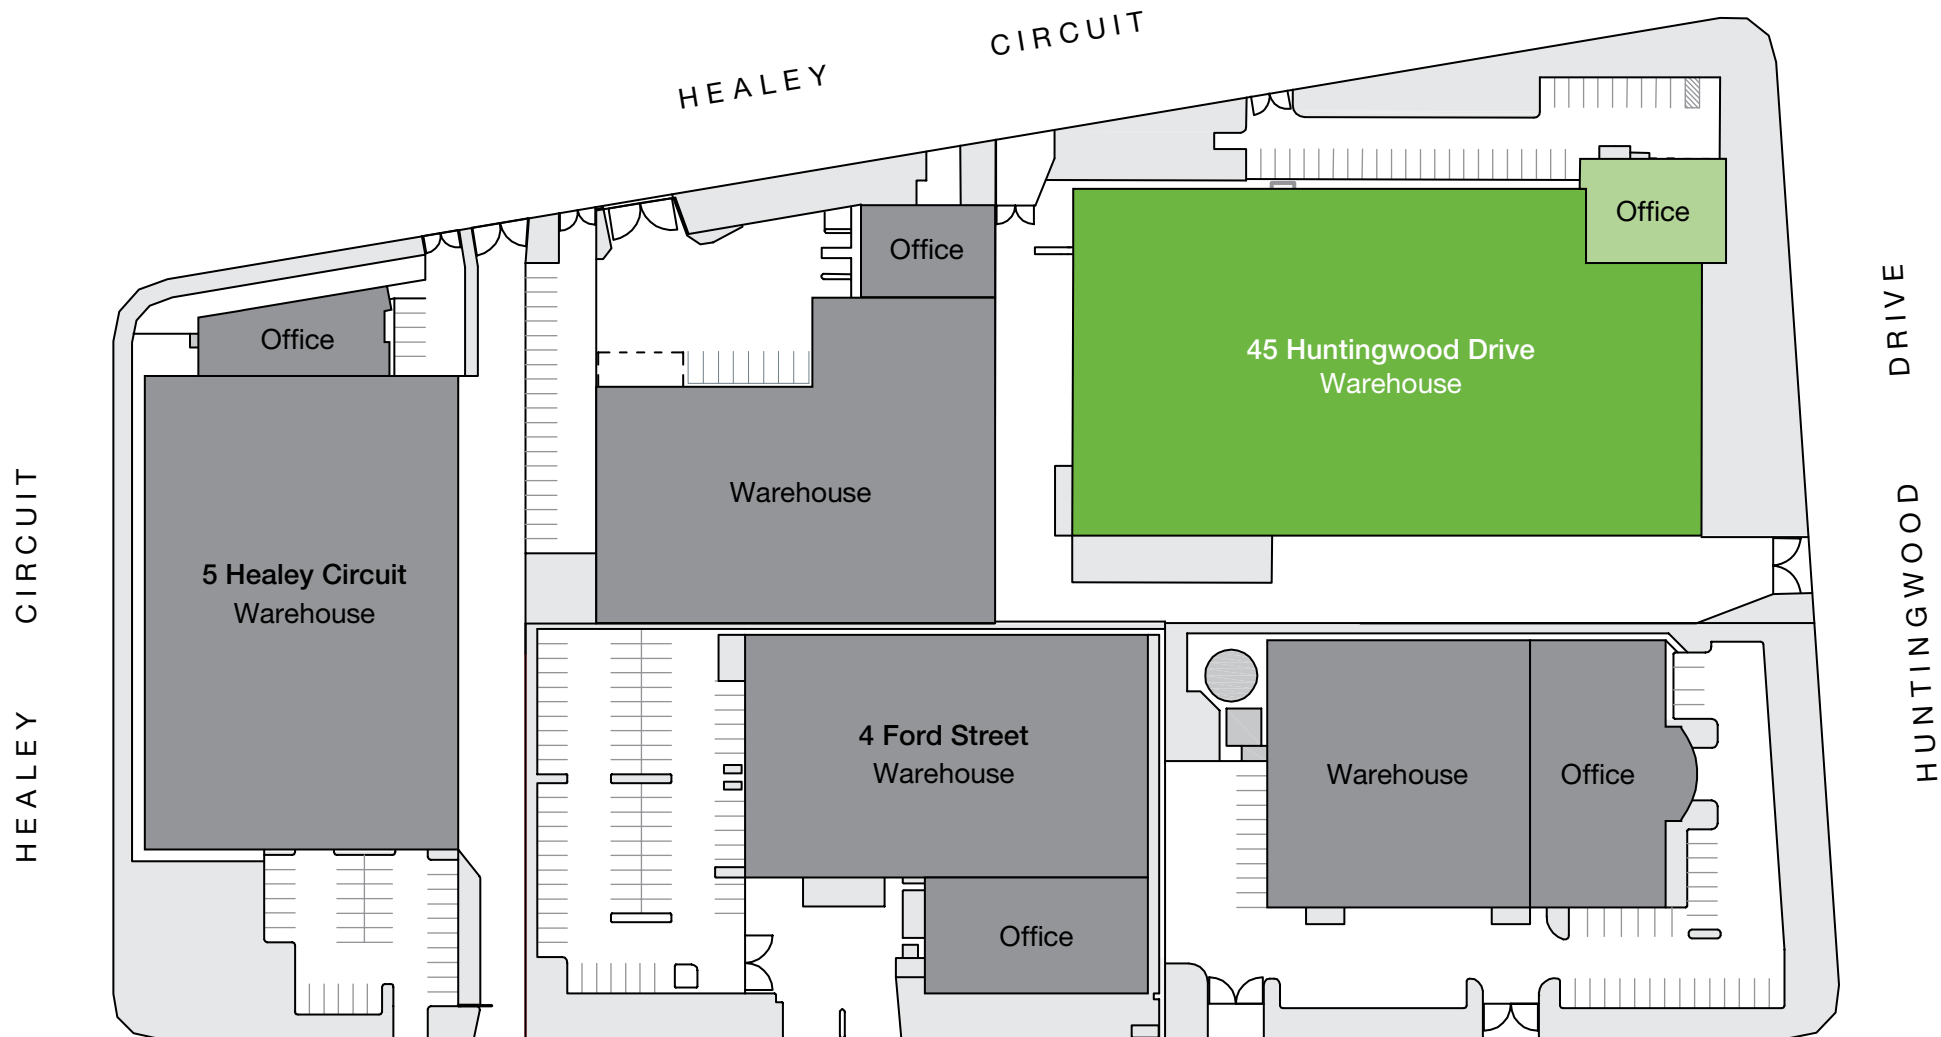 HEALEY CIRCUIT
Office
Office
Office
45 Huntingwood Drive
Warehouse
Warehouse
5 Healey Circuit
Warehouse
4 Ford Street
Warehouse
Warehouse
Office
Office
HEALEY CIRCUIT
HUNTINGWOOD DRIVE